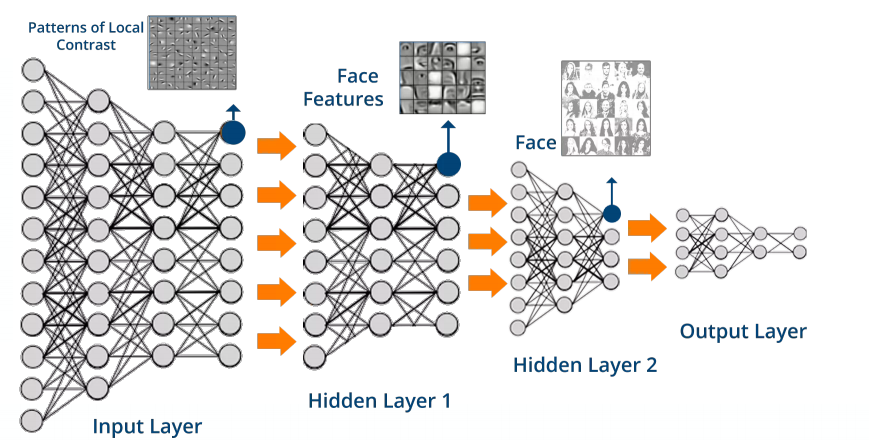 Patterns of Local
Contrast
Face
Features
Face
Input Layer
Hidden Layer 1
Hidden Layer 2
Output Layer